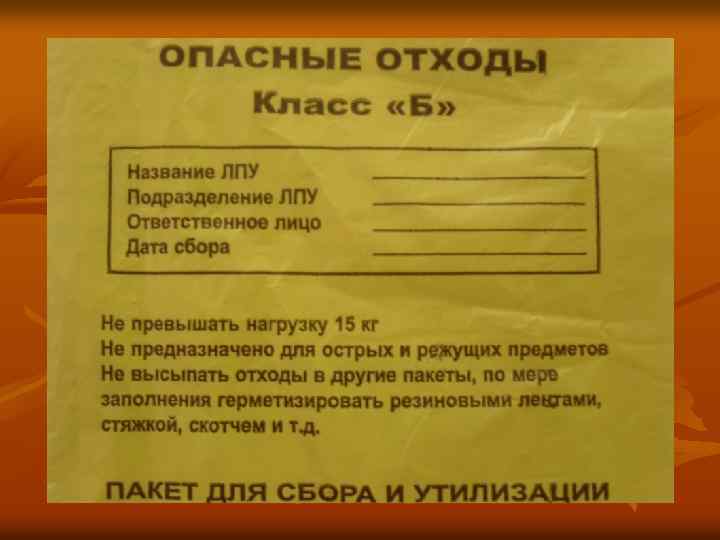 ОПАСНЫЕ ОТХОДЫ
Класс «Б»
Название ЛПУ
Подразделение ЛПУ
Ответственное лицо
Дата сбора
Не превышать нагрузку 15 кг
Не предназначено для острых и режущих предметов
Не высыпать отходы в другие пакеты, по мере
заполнения герметизировать резиновыми лентами,
стяжкой, скотчем и т.д.
ПАКЕТ ДЛЯ СБОРА И УТИЛИЗАЦИИ